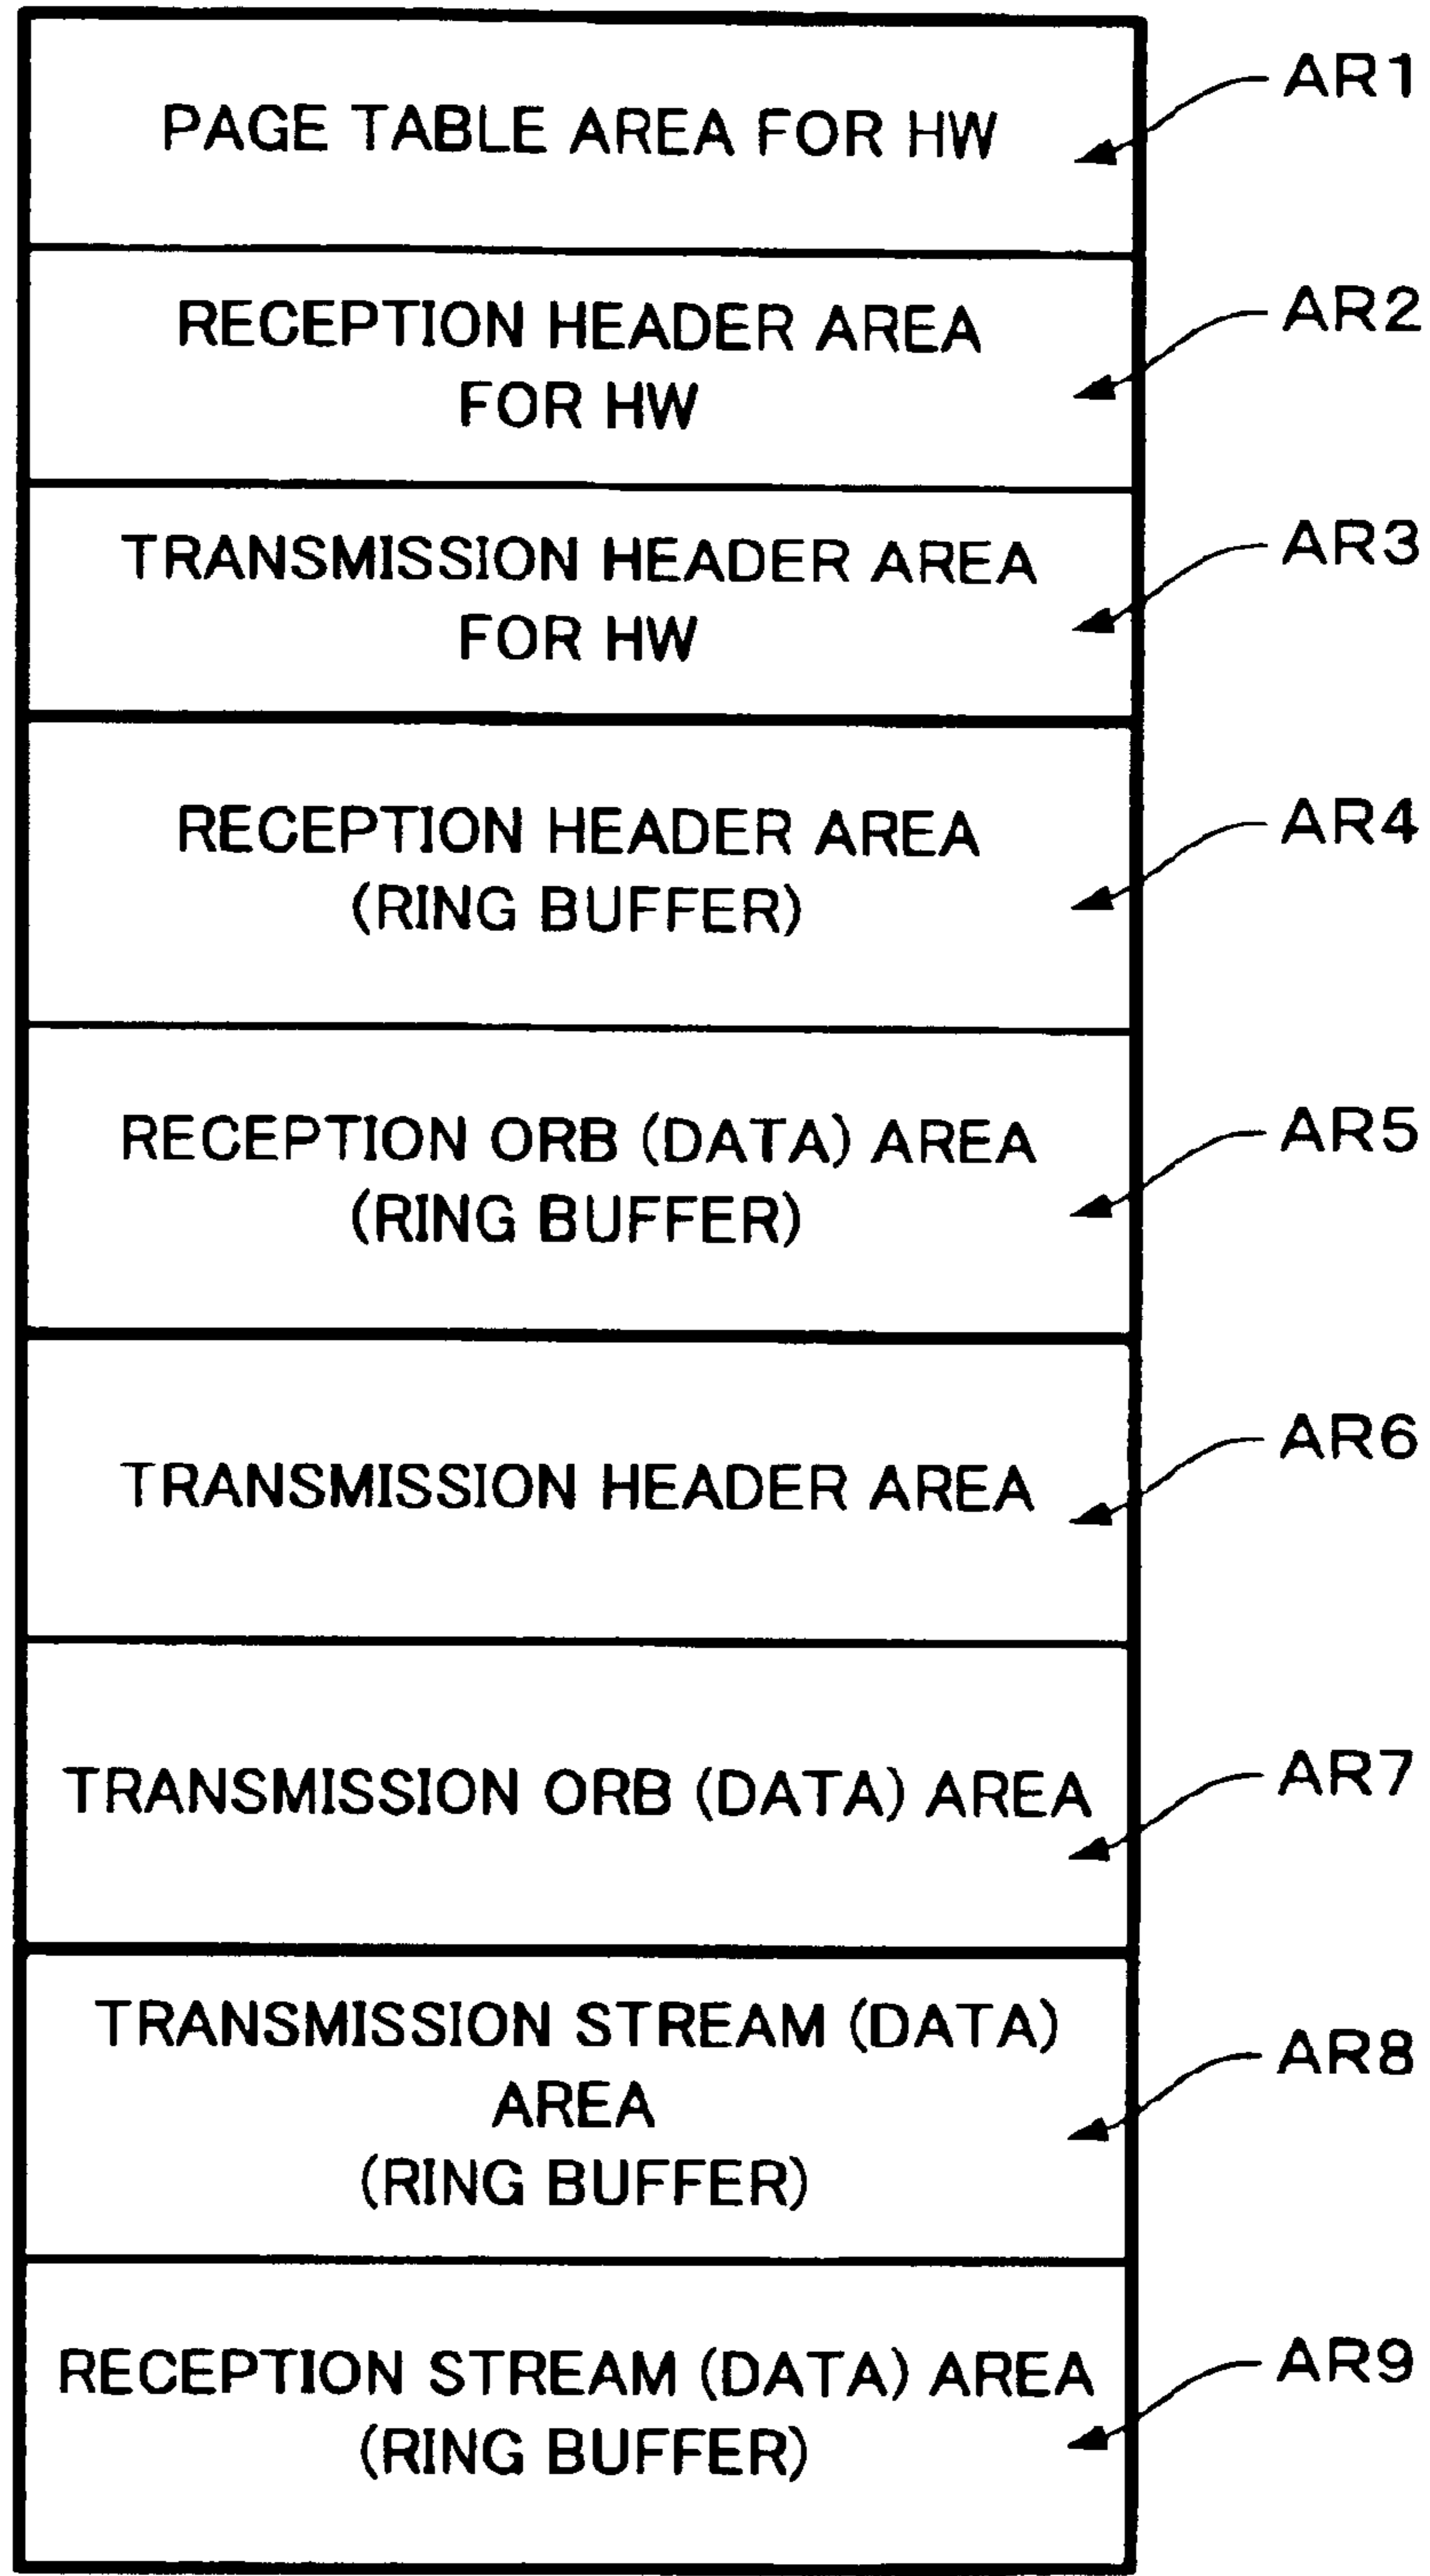 PAGE TABLE AREA FOR HW
AR1
RECEPTION HEADER AREA
FOR HW
AR2
TRANSMISSION HEADER AREA
FOR HW
AR3
RECEPTION HEADER AREA
(RING BUFFER)
AR4
RECEPTION ORB (DATA) AREA
(RING BUFFER)
AR5
TRANSMISSION HEADER AREA
AR6
TRANSMISSION ORB (DATA) AREA
AR7
TRANSMISSION STREAM (DATA)
AREA
(RING BUFFER)
AR8
RECEPTION STREAM (DATA) AREA
(RING BUFFER)
AR9